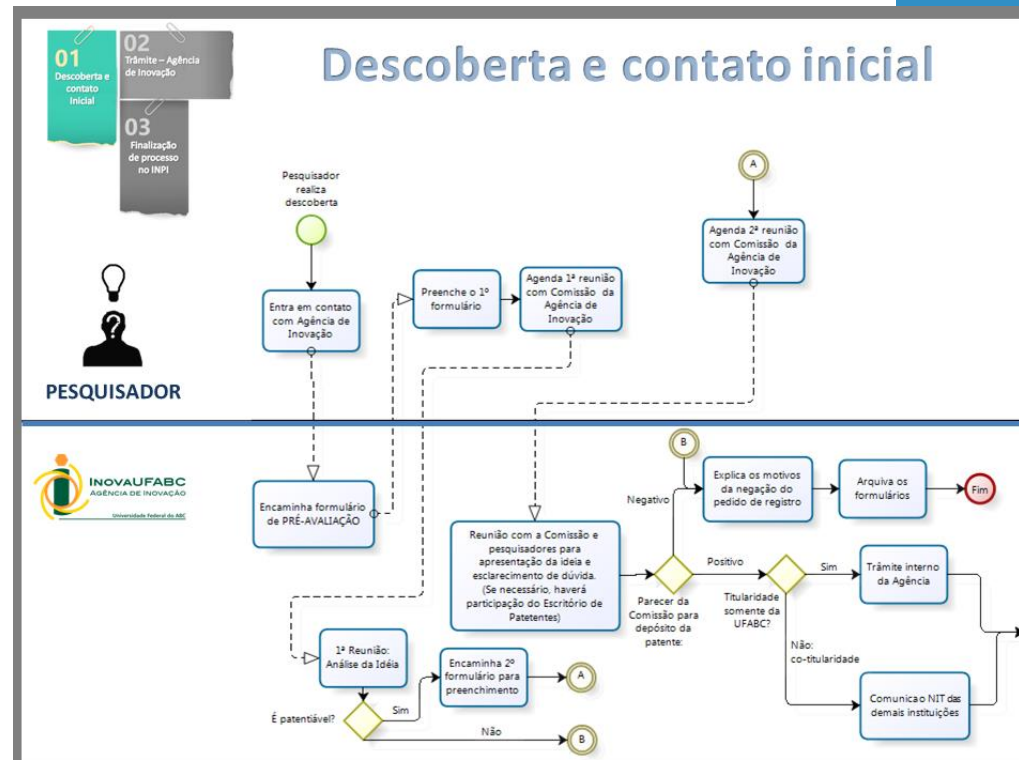 01
Descoberta e
contato
Inicial
02
Trâmite – Agência
de Inovação
03
Finalização
de processo
no INPI
Descoberta e contato inicial
Pesquisador
realiza
descoberta
A
Entra em contato
com Agência de
Inovação
Preenche o 1º
formulário
Agenda 1ª reunião
com Comissão da
Agência de
Inovação
Agenda 2ª reunião
com Comissão da
Agência de
Inovação
?
PESQUISADOR
INOVAUFABC
AGÊNCIA DE INOVAÇÃO
Universidade Federal do ABC
Encaminha formulário
de PRÉ-AVALIAÇÃO
B
Negativo
Explica os motivos
da negação do
pedido de registro
Arquiva os
formulários
Fim
Reunião com a Comissão e
pesquisadores para
apresentação da ideia e
esclarecimento de dúvida.
(Se necessário, haverá
participação do Escritório de
Patetentes)
Positivo
Parecer da
Comissão para
depósito da
patente:
Titularidade
somente da
UFABC?
Sim
Trâmite interno
da Agência
Não:
co-titularidade
Comunica o NIT das
demais instituições
1ª Reunião:
Análise da Idéia
É patentiável?
Sim
Encaminha 2º
formulário para
preenchimento
A
Não
B